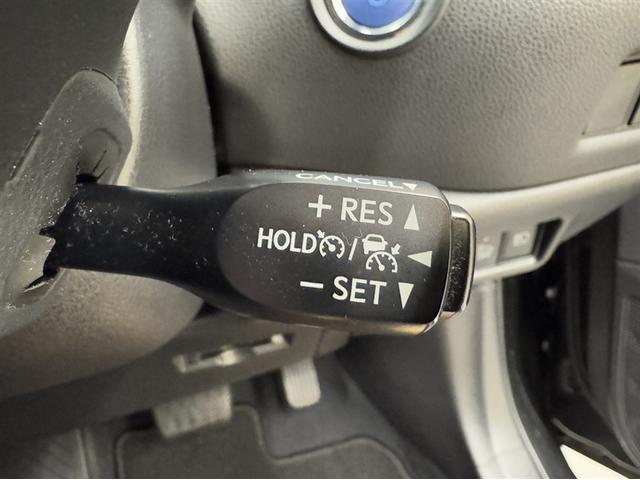 CANCEL▼
+ RES ▲
HOLD / ◀
− SET ▼